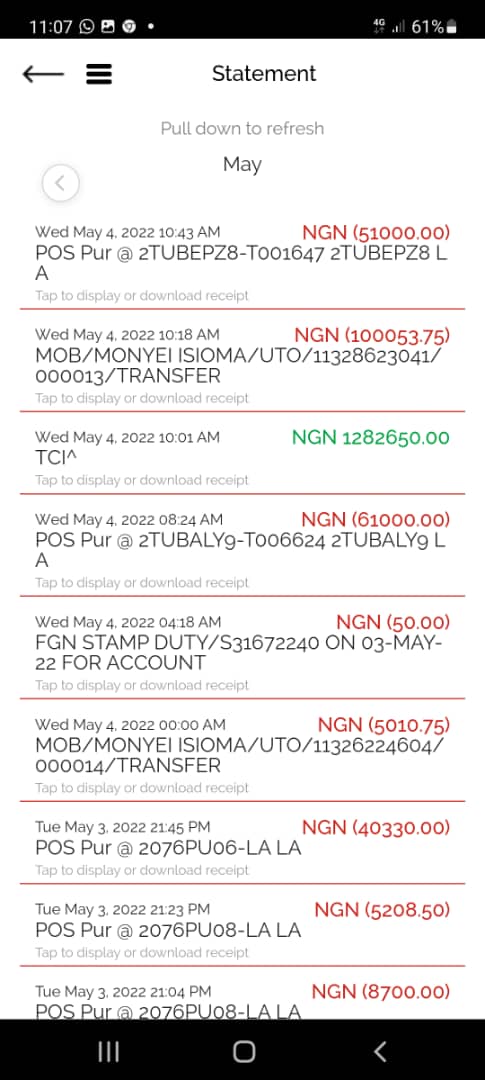 11:07 4G 61%
Statement
Pull down to refresh
May
Wed May 4, 2022 10:43 AM NGN (51000.00)
POS Pur @ 2TUBEPZ8-T001647 2TUBEPZ8 L
A
Tap to display or download receipt
Wed May 4, 2022 10:18 AM NGN (100053.75)
MOB/MONYEI ISIOMA/UTO/11328623041/
000013/TRANSFER
Tap to display or download receipt
Wed May 4, 2022 10:01 AM NGN 1282650.00
TCI^
Tap to display or download receipt
Wed May 4, 2022 08:24 AM NGN (61000.00)
POS Pur @ 2TUBALY9-T006624 2TUBALY9 L
A
Tap to display or download receipt
Wed May 4, 2022 04:18 AM NGN (50.00)
FGN STAMP DUTY/S31672240 ON 03-MAY-
22 FOR ACCOUNT
Tap to display or download receipt
Wed May 4, 2022 00:00 AM NGN (5010.75)
MOB/MONYEI ISIOMA/UTO/11326224604/
000014/TRANSFER
Tap to display or download receipt
Tue May 3, 2022 21:45 PM NGN (40330.00)
POS Pur @ 2076PU06-LA LA
Tap to display or download receipt
Tue May 3, 2022 21:23 PM NGN (5208.50)
POS Pur @ 2076PU08-LA LA
Tap to display or download receipt
Tue May 3, 2022 21:04 PM NGN (8700.00)
POS Pur @ 2076PU08-LA LA